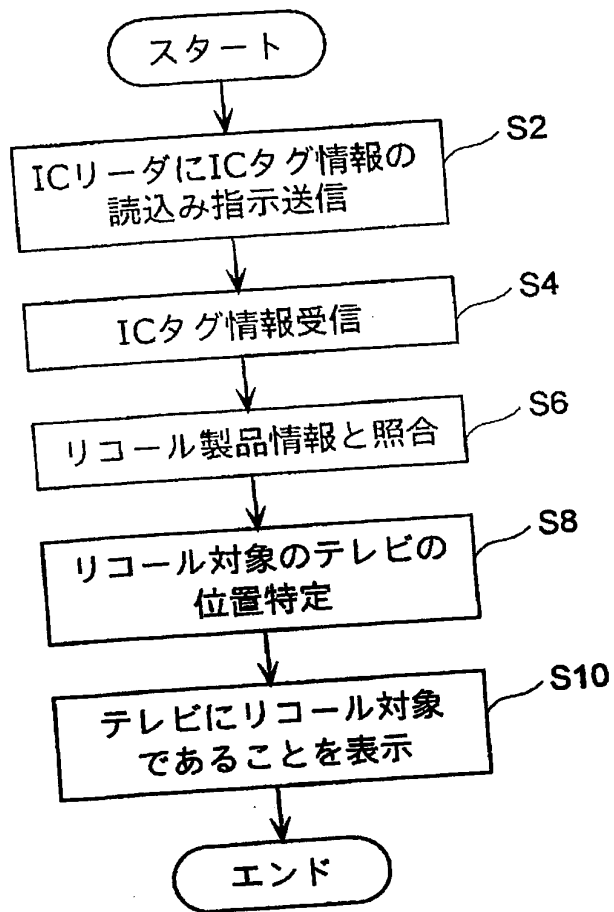 スタート
S2
ICリーダにICタグ情報の
読込み指示送信
S4
ICタグ情報受信
S6
リコール製品情報と照合
S8
リコール対象のテレビの
位置特定
S10
テレビにリコール対象
であることを表示
エンド